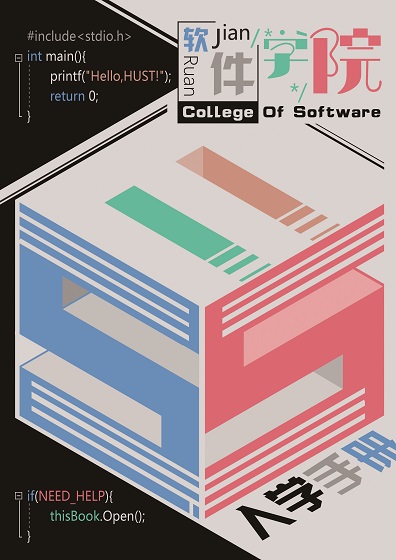 #include<stdio.h>
int main(){
printf("Hello,HUST!");
return 0;
}
软 Jian /*学院
Ruan 件 */
College Of Software
入学手册
if(NEED_HELP){
thisBook.Open();
}